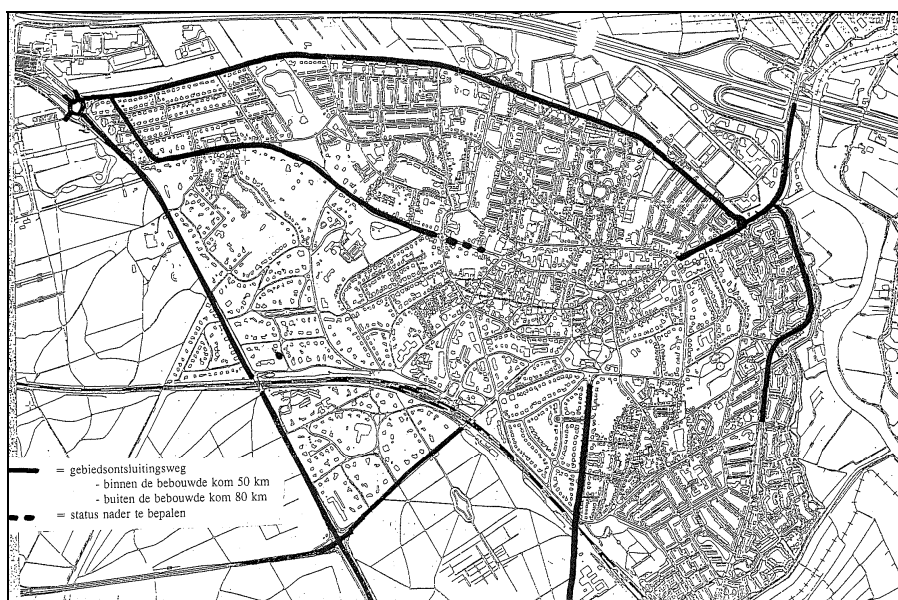 = gebiedsontsluitingsweg
- binnen de bebouwde kom 50 km
- buiten de bebouwde kom 80 km
= status nader te bepalen